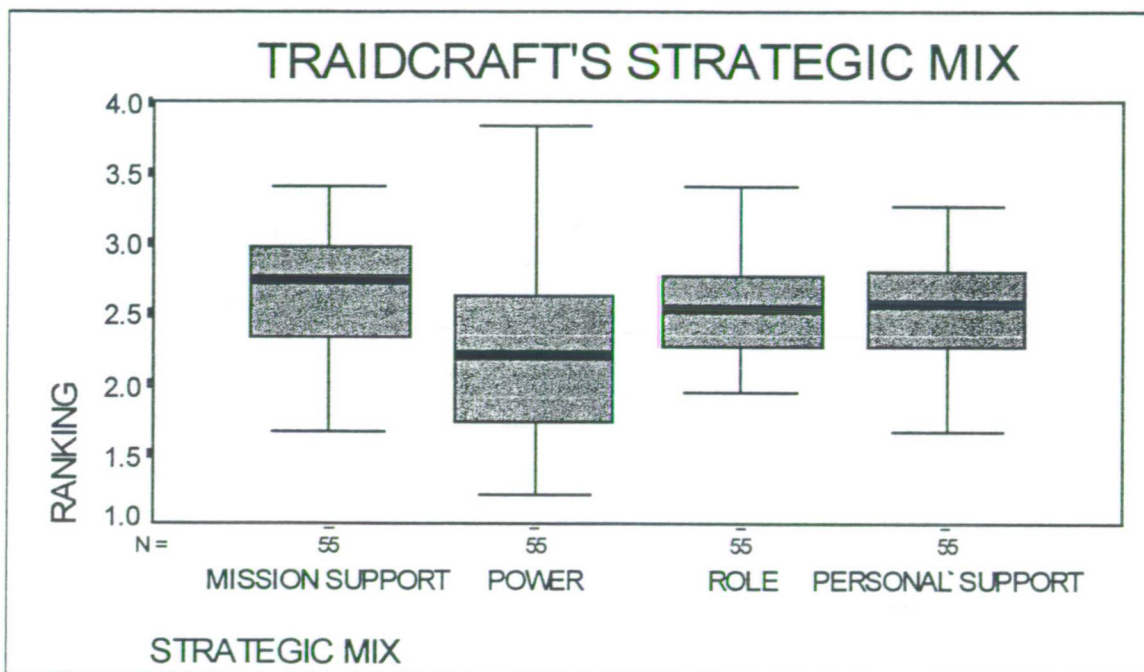 TRAIDCRAFT'S STRATEGIC MIX
4.0
3.5
3.0
2.5
2.0
1.5
1.0
RANKING
N = 55 55 55 55
MISSION SUPPORT POWER ROLE PERSONAL SUPPORT
STRATEGIC MIX